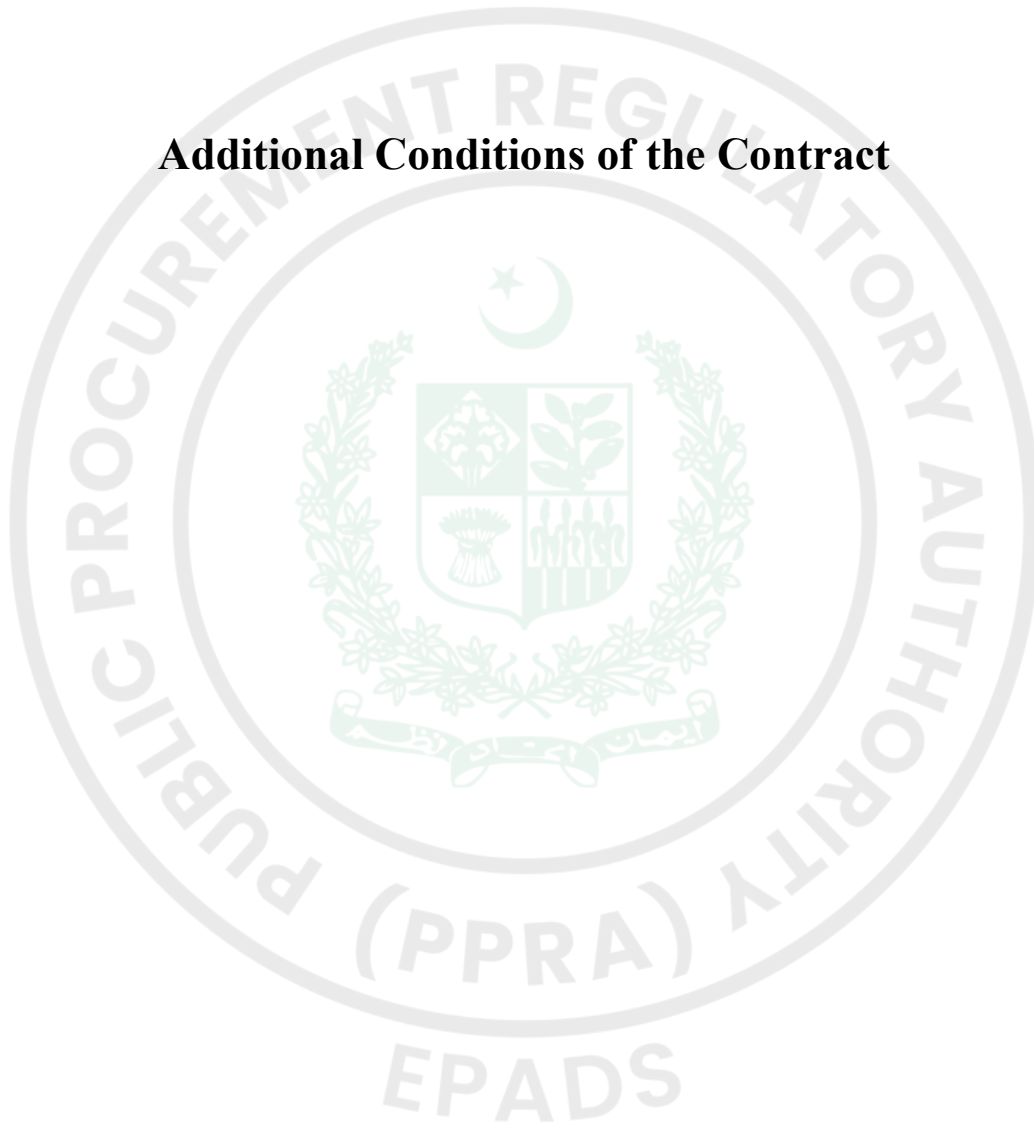 Additional Conditions of the Contract
PUBLIC PROCUREMENT REGULATORY AUTHORITY
(PPRA)
EPADS